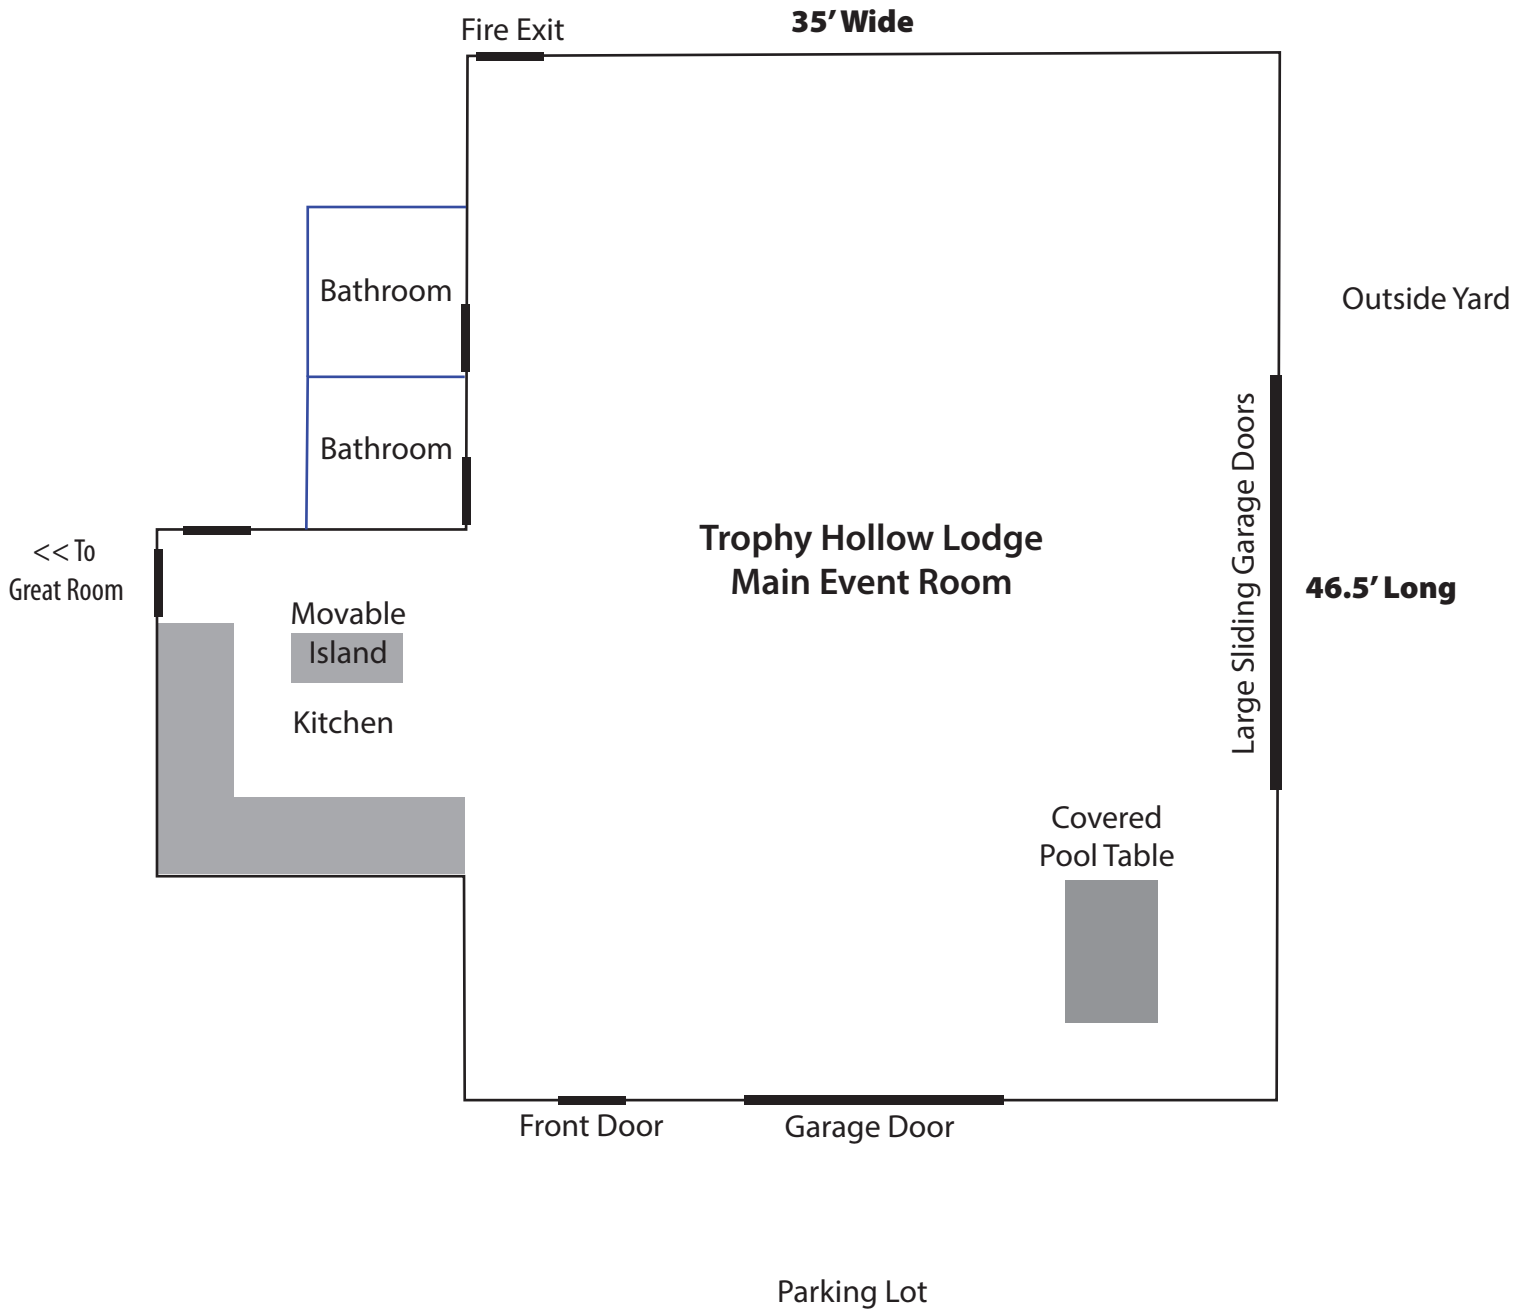 Fire Exit
35’ Wide
Bathroom
Outside Yard
Bathroom
Large Sliding Garage Doors
Trophy Hollow Lodge
Main Event Room
<< To
Great Room
46.5’ Long
Movable
Island
Kitchen
Covered
Pool Table
Front Door
Garage Door
Parking Lot